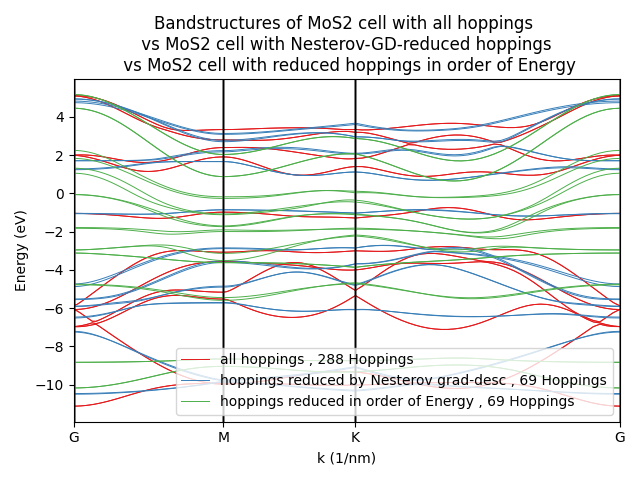 Bandstructures of MoS2 cell with all hoppings
vs MoS2 cell with Nesterov-GD-reduced hoppings
vs MoS2 cell with reduced hoppings in order of Energy
Energy (eV)
4
2
0
−2
−4
−6
−8
−10
all hoppings , 288 Hoppings
hoppings reduced by Nesterov grad-desc , 69 Hoppings
hoppings reduced in order of Energy , 69 Hoppings
G M K G
k (1/nm)